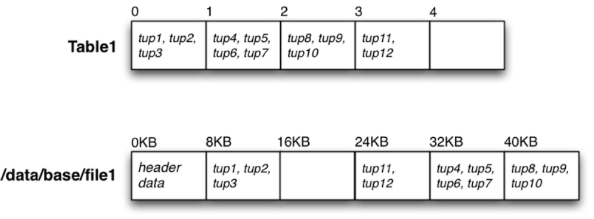 0 1 2 3 4
Table1
tup1, tup2, tup4, tup5, tup8, tup9, tup11,
tup3 tup6, tup7 tup10 tup12
0KB 8KB 16KB 24KB 32KB 40KB
/data/base/file1
header tup1, tup2, tup11, tup4, tup5, tup8, tup9,
data tup3 tup12 tup6, tup7 tup10